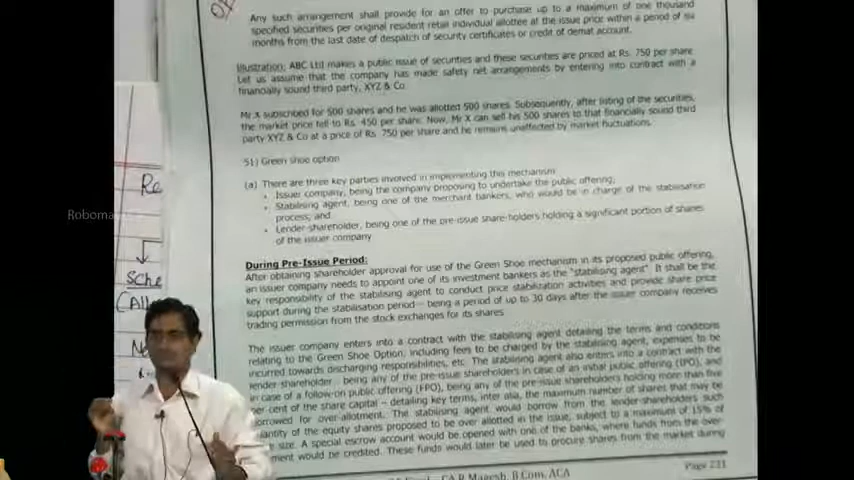 Any such arrangement shall provide for an offer to purchase up to a maximum of one thousand
specified securities per original resident retail individual allottee at the issue price within a period of six
months from the last date of despatch of security certificates or credit of demat account.
Illustration: ABC Ltd makes a public issue of securities and these securities are priced at Rs. 750 per share
Let us assume that the company has made safety net arrangements by entering into contract with a
financially sound third party, XYZ & Co
Mr X subscribed for 500 shares and he was allotted 500 shares. Subsequently, after listing of the securities,
the market price fell to Rs. 450 per share. Now, Mr X can sell his 500 shares to that financially sound third
party XYZ & Co at a price of Rs. 750 per share and he remains unaffected by market fluctuations.
51) Green shoe option
(a) There are three key parties involved in implementing this mechanism
• Issuer company, being the company proposing to undertake the public offering;
• Stabilising agent, being one of the merchant bankers, who would be in charge of the stabilisation
process; and
• Lender-shareholder, being one of the pre-issue share-holders holding a significant portion of shares
of the issuer company
During Pre-Issue Period:
After obtaining shareholder approval for use of the Green Shoe mechanism in its proposed public offering,
an issuer company needs to appoint one of its investment bankers as the "stabilising agent". It shall be the
key responsibility of the stabilising agent to conduct price stabilization activities and provide share price
support during the stabilisation period – being a period of up to 30 days after the issuer company receives
trading permission from the stock exchanges for its shares
The issuer company enters into a contract with the stabilising agent detailing the terms and conditions
relating to the Green Shoe Option, including fees to be charged by the stabilising agent, expenses to be
incurred towards discharging responsibilities, etc. The stabilising agent also enters into a contract with the
lender-shareholder - being any of the pre-issue shareholders in case of an initial public offering (IPO), and
in case of a follow-on public offering (FPO), being any of the pre-issue shareholders holding more than five
per cent of the share capital – detailing key terms, inter alia, the maximum number of shares that may be
borrowed for over-allotment. The stabilising agent would borrow from the lender-shareholders such
quantity of the equity shares proposed to be over allotted in the issue, subject to a maximum of 15% of
size. A special escrow account would be opened with one of the banks, where funds from the over-
ment would be credited. These funds would later be used to procure shares from the market during
CA R Magesh, B Com, ACA
Page 221
Re
Sche
(All
Roboma